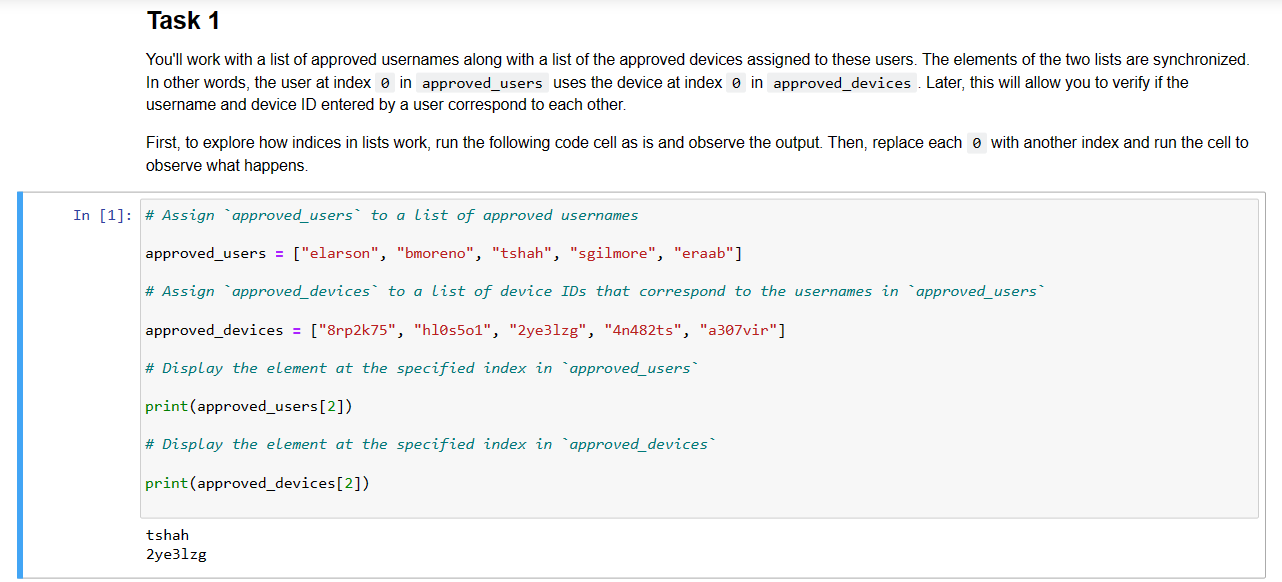 Task 1
You'll work with a list of approved usernames along with a list of the approved devices assigned to these users. The elements of the two lists are synchronized.
In other words, the user at index 0 in approved_users uses the device at index 0 in approved_devices . Later, this will allow you to verify if the
username and device ID entered by a user correspond to each other.
First, to explore how indices in lists work, run the following code cell as is and observe the output. Then, replace each 0 with another index and run the cell to
observe what happens.
In [1]: # Assign `approved_users` to a list of approved usernames
approved_users = ["elarson", "bmoreno", "tshah", "sgilmore", "eraab"]
# Assign `approved_devices` to a list of device IDs that correspond to the usernames in `approved_users`
approved_devices = ["8rp2k75", "hl0s5o1", "2ye3lzg", "4n482ts", "a307vir"]
# Display the element at the specified index in `approved_users`
print(approved_users[2])
# Display the element at the specified index in `approved_devices`
print(approved_devices[2])
tshah
2ye3lzg